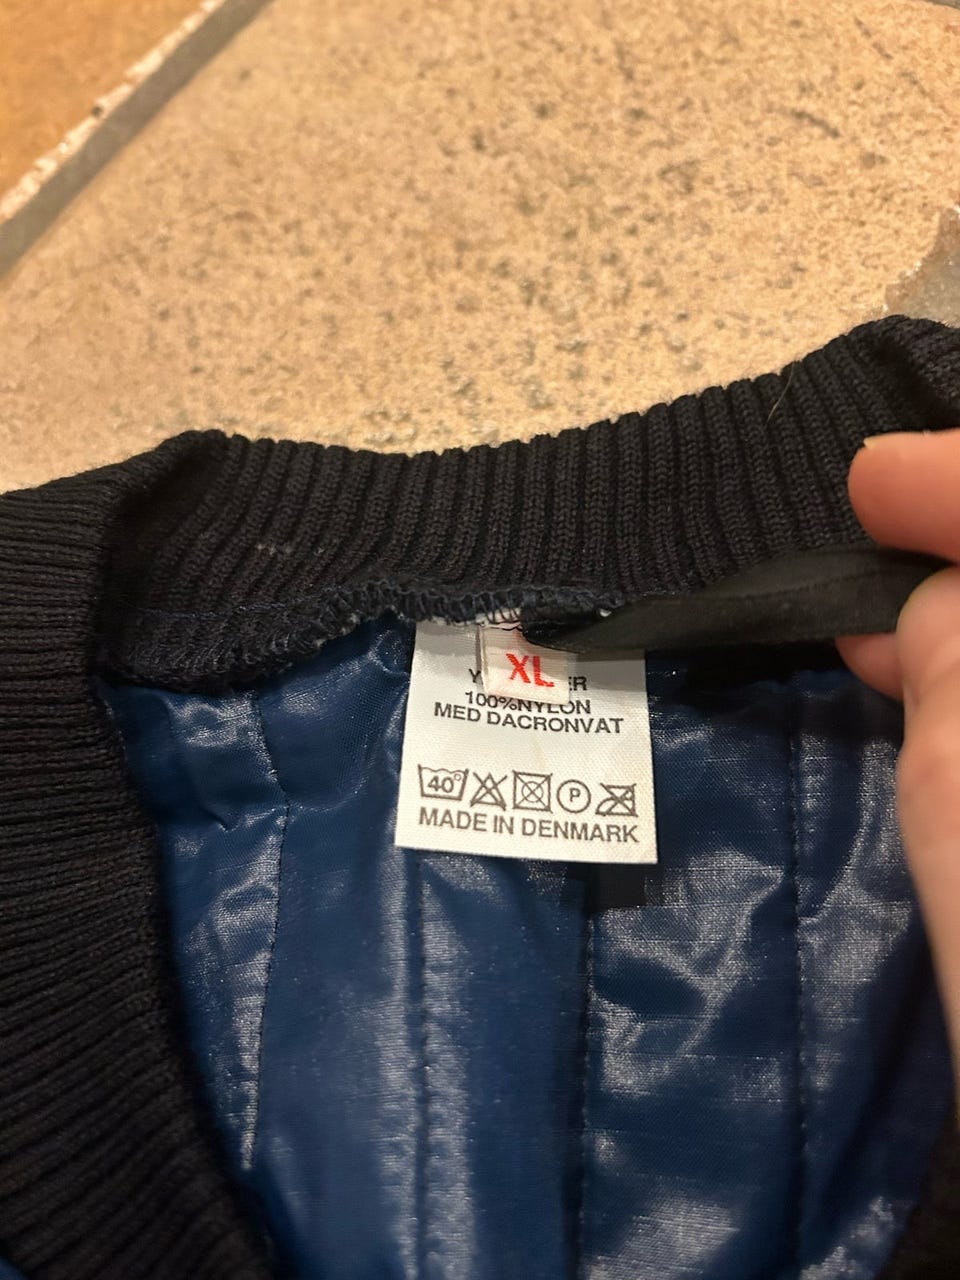 XL
100%NYLON
MED DACRONVAT
40°
P
MADE IN DENMARK